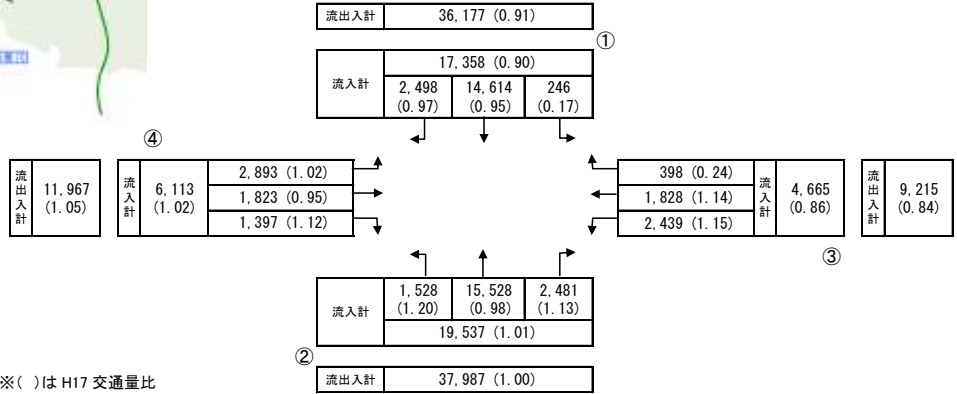 流出入計 36,177 (0.91)
①
流入計 17,358 (0.90)
2,498 (0.97) 14,614 (0.95) 246 (0.17)
④
流出入計 11,967 (1.05)
流入計 6,113 (1.02)
2,893 (1.02)
1,823 (0.95)
1,397 (1.12)
398 (0.24)
1,828 (1.14)
2,439 (1.15)
流入計 4,665 (0.86)
流出入計 9,215 (0.84)
③
流入計 1,528 (1.20) 15,528 (0.98) 2,481 (1.13)
19,537 (1.01)
②
流出入計 37,987 (1.00)
※( )は H17 交通量比